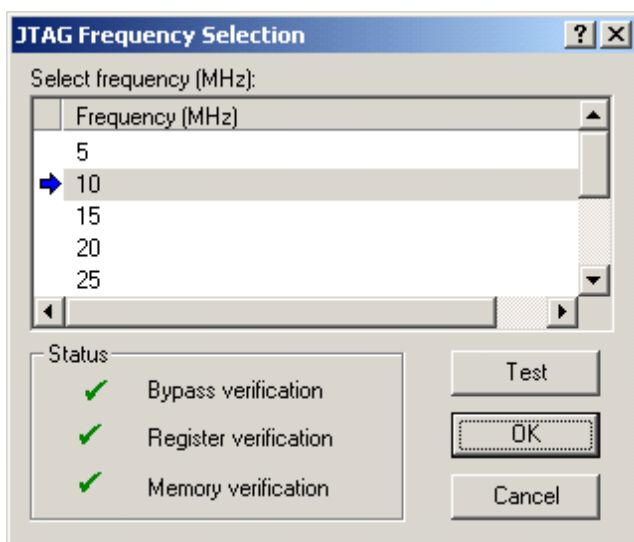 JTAG Frequency Selection
Select frequency (MHz):
Frequency (MHz)
5
10
15
20
25
Status
Bypass verification
Register verification
Memory verification
Test
OK
Cancel